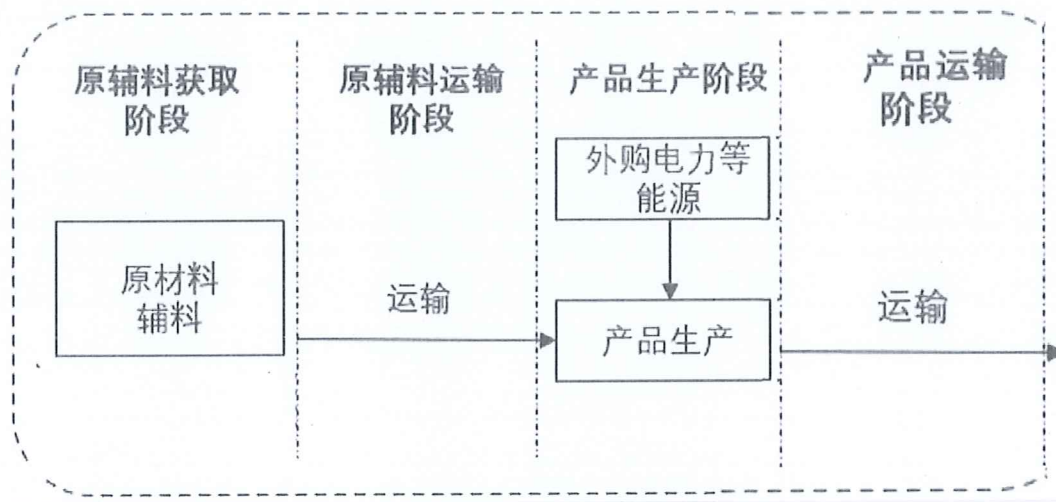 原辅料获取
阶段
原辅料运输
阶段
产品生产阶段
产品运输
阶段
外购电力等
能源
原材料
辅料
运输
产品生产
运输